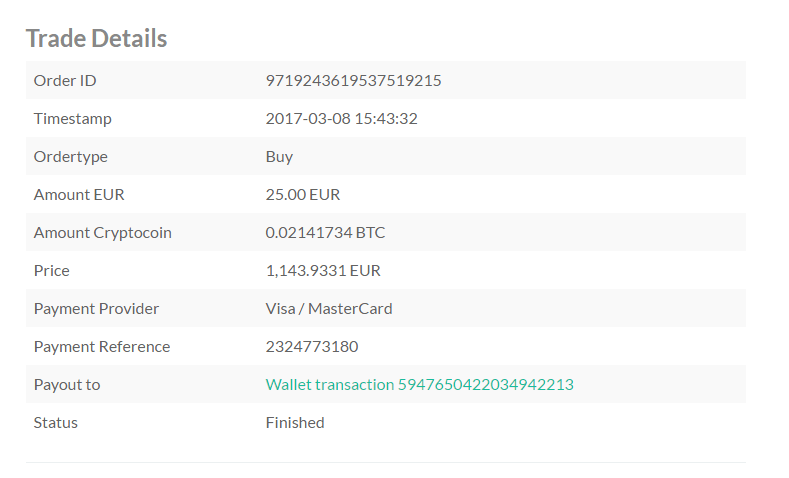 Trade Details
Order ID 9719243619537519215
Timestamp 2017-03-08 15:43:32
Ordertype Buy
Amount EUR 25.00 EUR
Amount Cryptocoin 0.02141734 BTC
Price 1,143.9331 EUR
Payment Provider Visa / MasterCard
Payment Reference 2324773180
Payout to Wallet transaction 5947650422034942213
Status Finished